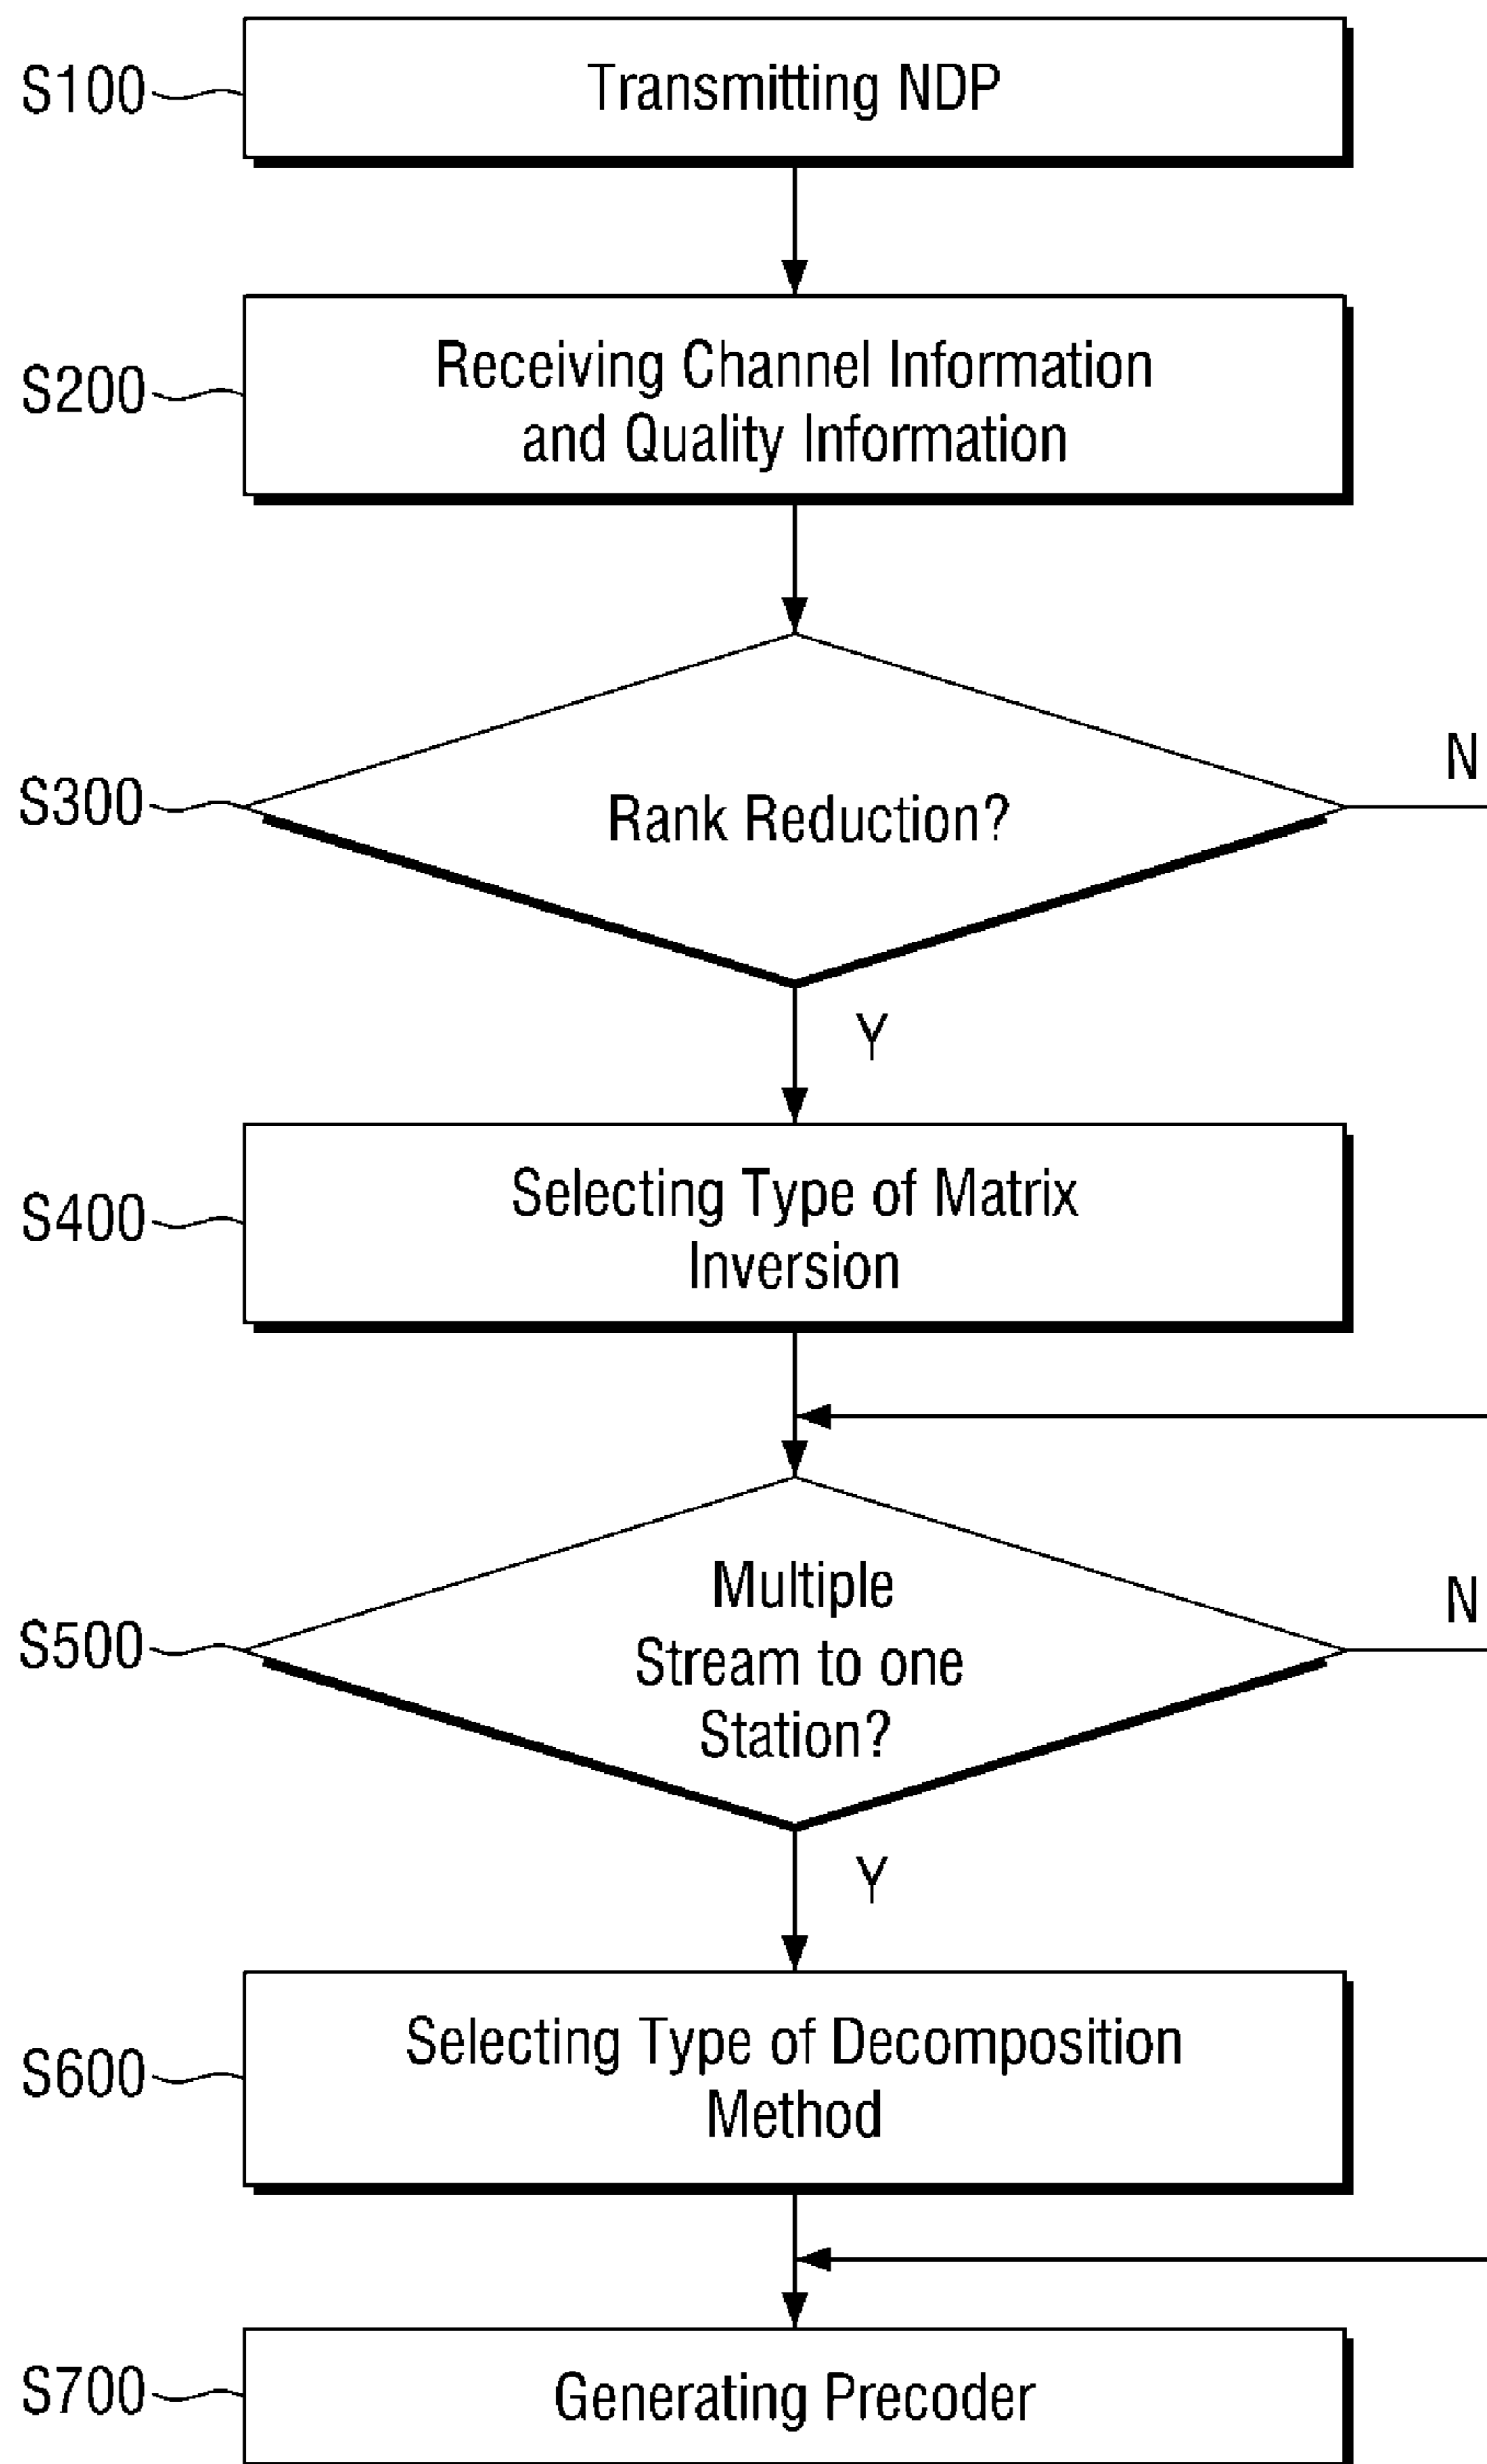 S100
Transmitting NDP
S200
Receiving Channel Information
and Quality Information
S300
Rank Reduction?
N
Y
S400
Selecting Type of Matrix
Inversion
S500
Multiple
Stream to one
Station?
N
Y
S600
Selecting Type of Decomposition
Method
S700
Generating Precoder